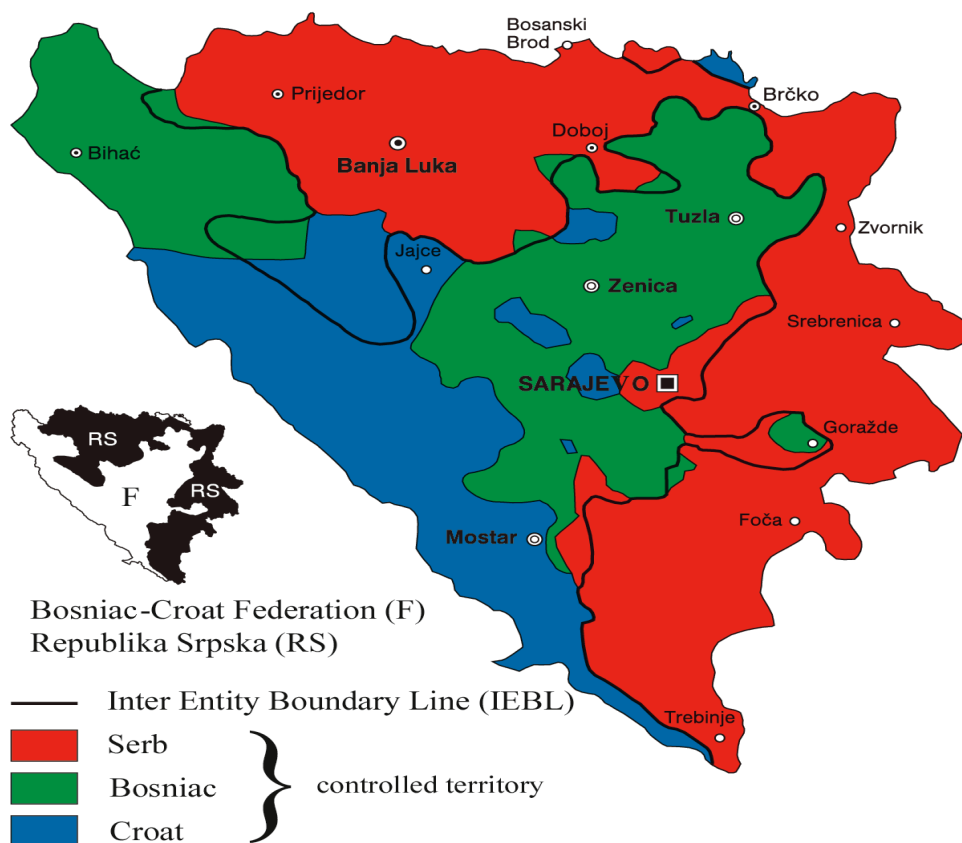 Bosanski
Brod
Prijedor
Brčko
Doboj
Bihać
Banja Luka
Tuzla
Zvornik
Jajce
Zenica
Srebrenica
SARAJEVO
Goražde
RS
RS
F
Foča
Mostar
Bosniac-Croat Federation (F)
Republika Srpska (RS)
Inter Entity Boundary Line (IEBL)
Trebinje
Serb
Bosniac
controlled territory
Croat